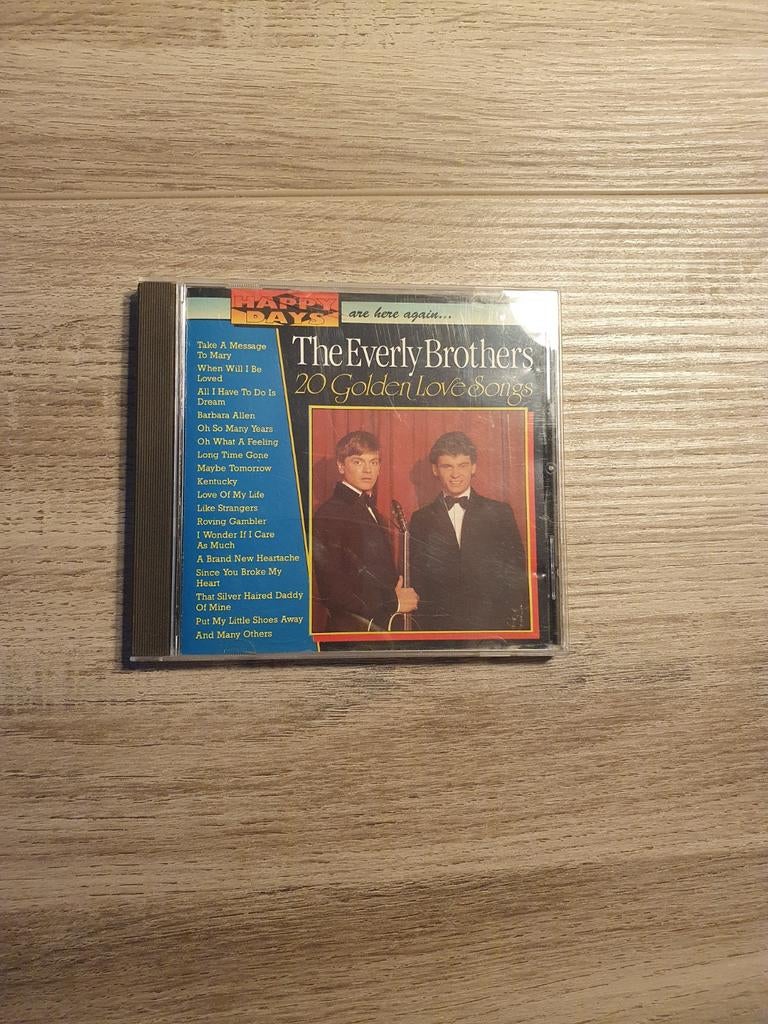 HAPPY
DAYS
are here again...
The Everly Brothers
20 Golden Love Songs
Take A Message
To Mary
When Will I Be
Loved
All I Have To Do Is
Dream
Barbara Allen
Oh So Many Years
Oh What A Feeling
Long Time Gone
Maybe Tomorrow
Kentucky
Love Of My Life
Like Strangers
Roving Gambler
I Wonder If I Care
As Much
A Brand New Heartache
Since You Broke My
Heart
That Silver Haired Daddy
Of Mine
Put My Little Shoes Away
And Many Others